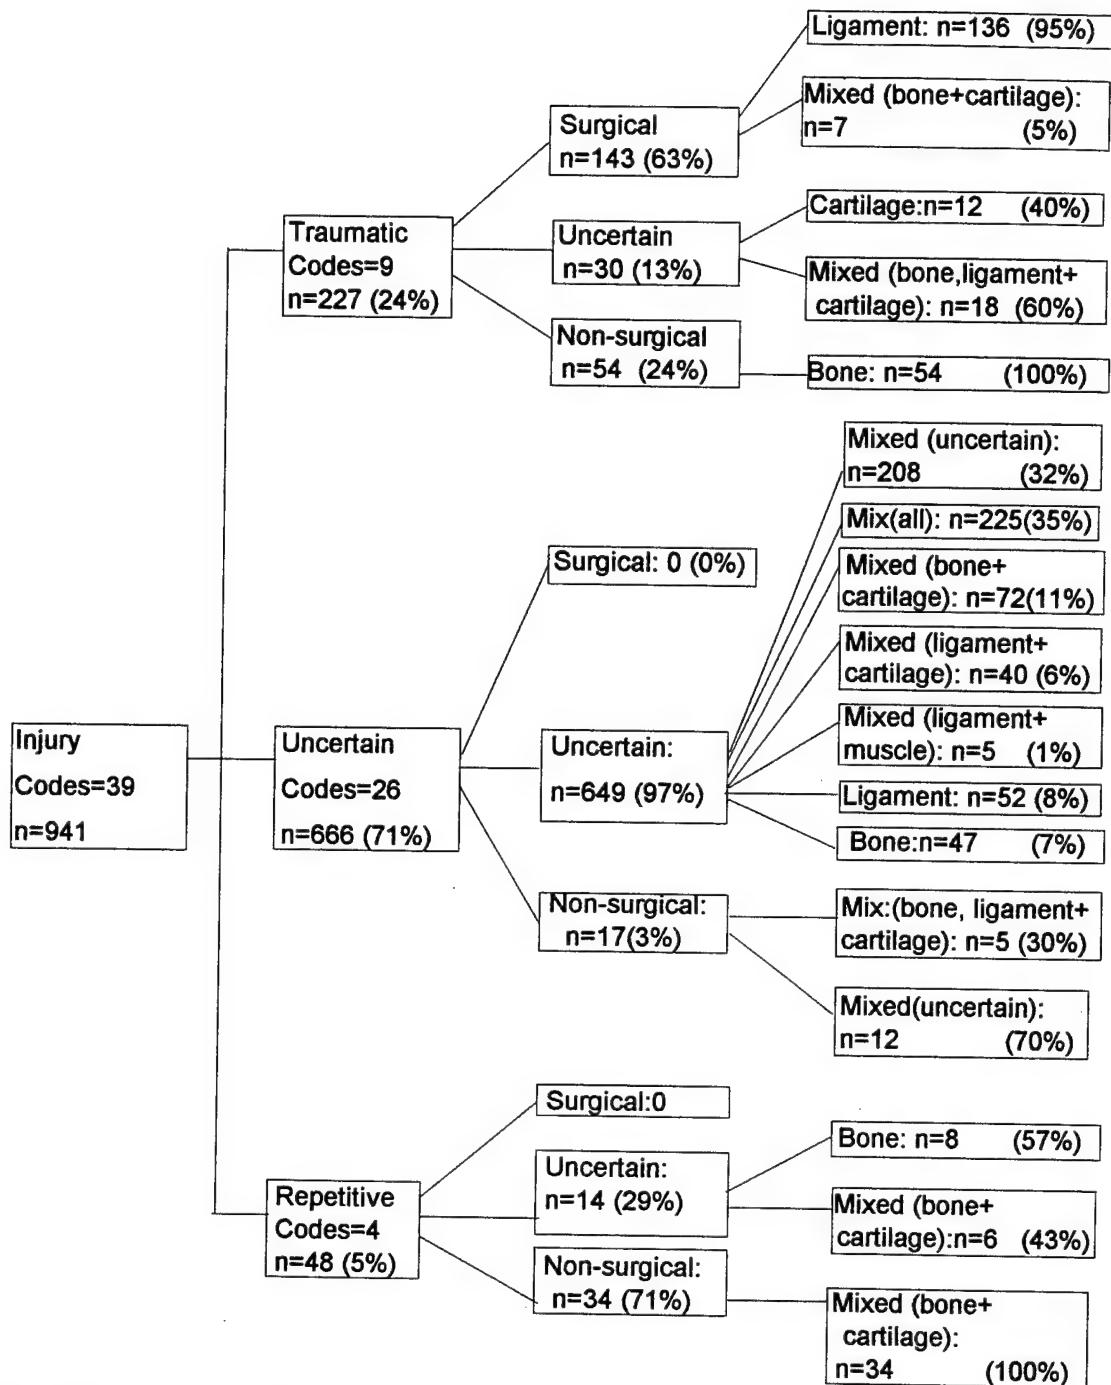 Ligament: n=136 (95%)
Mixed (bone+cartilage):
n=7 (5%)
Surgical
n=143 (63%)
Traumatic
Codes=9
n=227 (24%)
Uncertain
n=30 (13%)
Cartilage:n=12 (40%)
Mixed (bone,ligament+
cartilage): n=18 (60%)
Non-surgical
n=54 (24%)
Bone: n=54 (100%)
Mixed (uncertain):
n=208 (32%)
Mix(all): n=225(35%)
Surgical: 0 (0%)
Mixed (bone+
cartilage): n=72(11%)
Mixed (ligament+
cartilage): n=40 (6%)
Injury
Codes=39
n=941
Uncertain
Codes=26
n=666 (71%)
Uncertain:
n=649 (97%)
Mixed (ligament+
muscle): n=5 (1%)
Ligament: n=52 (8%)
Bone:n=47 (7%)
Non-surgical:
n=17(3%)
Mix:(bone, ligament+
cartilage): n=5 (30%)
Mixed(uncertain):
n=12 (70%)
Surgical:0
Repetitive
Codes=4
n=48 (5%)
Uncertain:
n=14 (29%)
Bone: n=8 (57%)
Mixed (bone+
cartilage):n=6 (43%)
Non-surgical:
n=34 (71%)
Mixed (bone+
cartilage):
n=34 (100%)